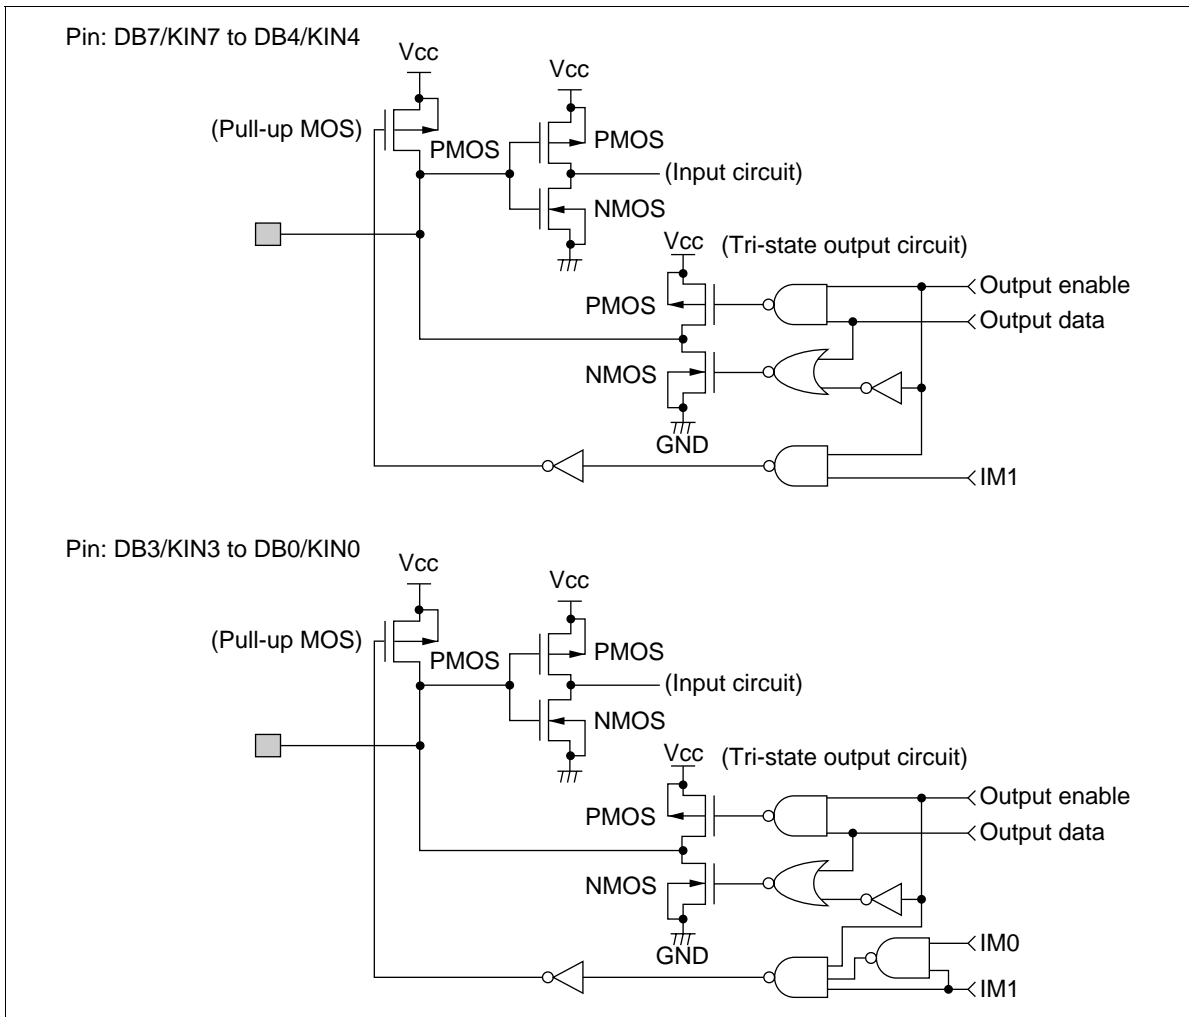 Pin: DB7/KIN7 to DB4/KIN4
Vcc
Vcc
(Pull-up MOS)
PMOS
PMOS
(Input circuit)
NMOS
Vcc
(Tri-state output circuit)
Output enable
PMOS
Output data
NMOS
GND
IM1
Pin: DB3/KIN3 to DB0/KIN0
Vcc
Vcc
(Pull-up MOS)
PMOS
PMOS
(Input circuit)
NMOS
Vcc
(Tri-state output circuit)
Output enable
PMOS
Output data
NMOS
GND
IM0
IM1